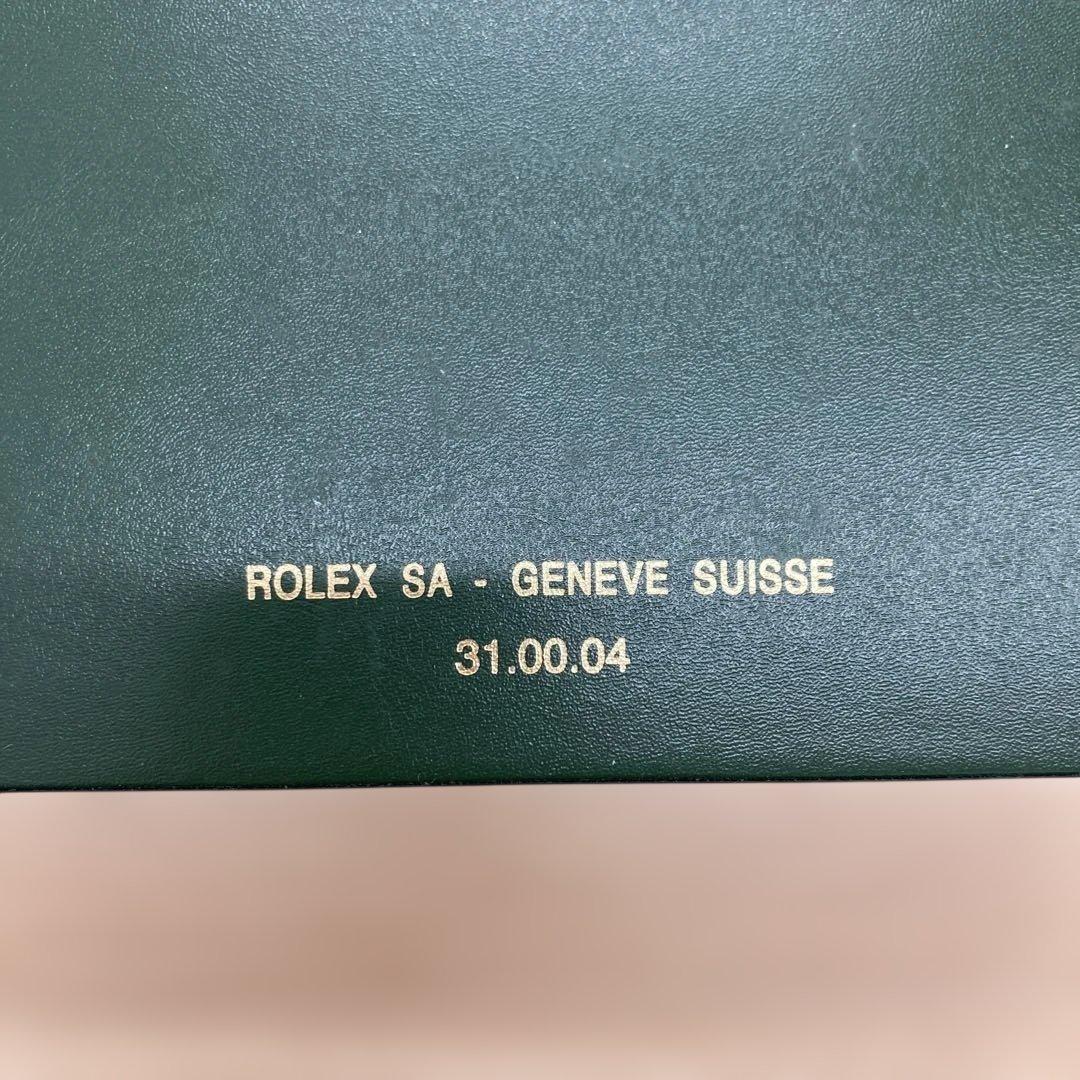 ROLEX SA - GENEVE SUISSE
31.00.04